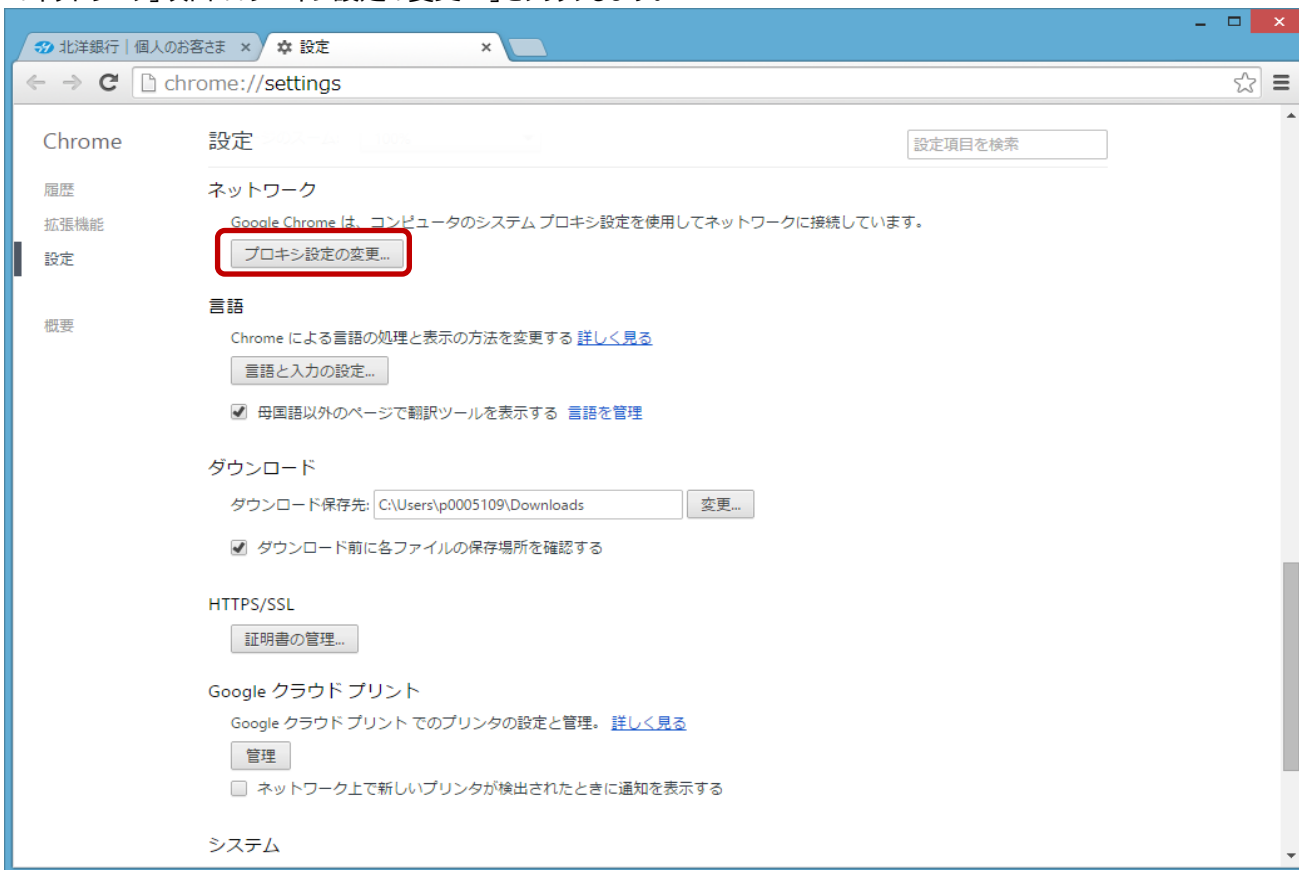 北洋銀行｜個人のお客さま ×
設定 ×
chrome://settings
Chrome
設定
設定項目を検索
履歴
拡張機能
設定
概要
ネットワーク
Google Chrome は、コンピュータのシステム プロキシ設定を使用してネットワークに接続しています。
プロキシ設定の変更...
言語
Chrome による言語の処理と表示の方法を変更する 詳しく見る
言語と入力の設定...
母国語以外のページで翻訳ツールを表示する 言語を管理
ダウンロード
ダウンロード保存先: C:\Users\p0005109\Downloads 変更...
ダウンロード前に各ファイルの保存場所を確認する
HTTPS/SSL
証明書の管理...
Google クラウド プリント
Google クラウド プリント でのプリンタの設定と管理。 詳しく見る
管理
ネットワーク上で新しいプリンタが検出されたときに通知を表示する
システム